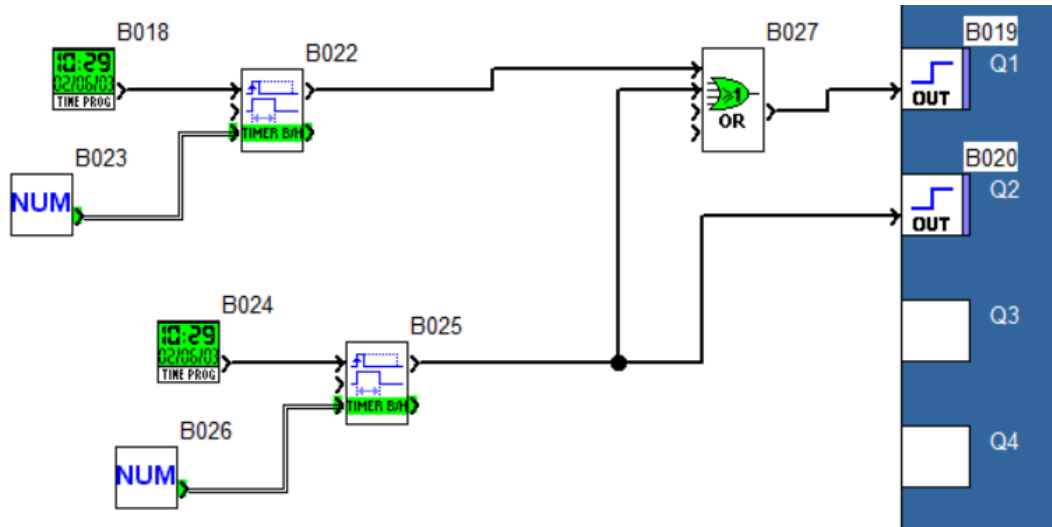 B018
10:29
02/06/03
TIME PROG
B022
TIMER B/H
B023
NUM
B027
≥1
OR
B019
Q1
OUT
B020
Q2
OUT
B024
10:29
02/06/03
TIME PROG
B025
TIMER B/H
B026
NUM
Q3
Q4